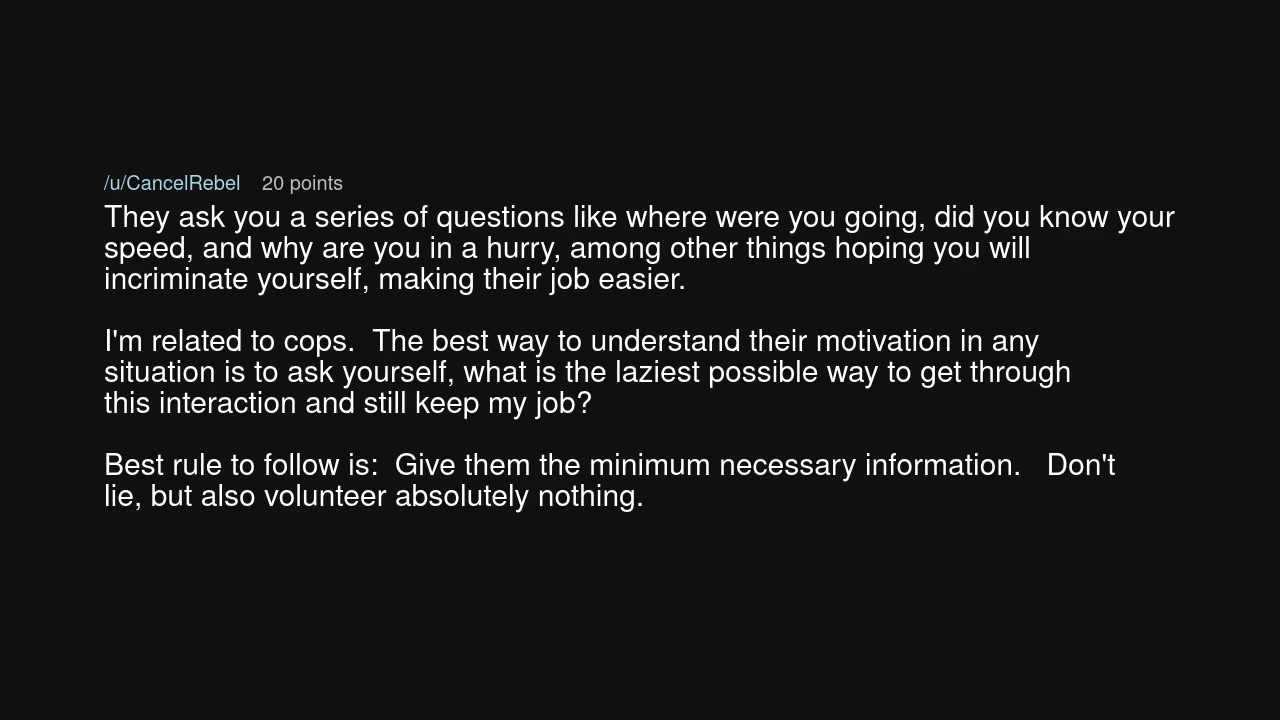 /u/CancelRebel 20 points
They ask you a series of questions like where were you going, did you know your
speed, and why are you in a hurry, among other things hoping you will
incriminate yourself, making their job easier.
I'm related to cops.  The best way to understand their motivation in any
situation is to ask yourself, what is the laziest possible way to get through
this interaction and still keep my job?
Best rule to follow is:  Give them the minimum necessary information.   Don't
lie, but also volunteer absolutely nothing.